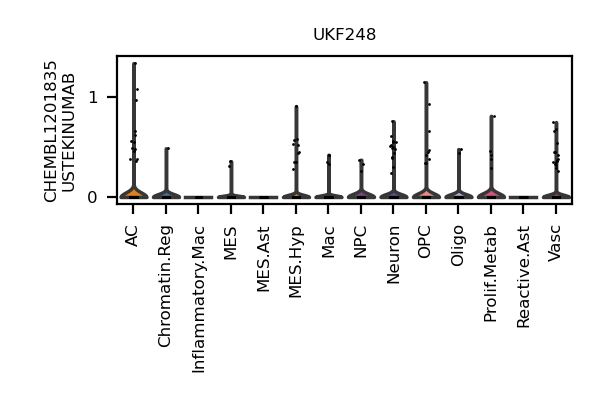 UKF248
CHEMBL1201835
USTEKINUMAB
1
0
AC
Chromatin.Reg
Inflammatory.Mac
MES
MES.Ast
MES.Hyp
Mac
NPC
Neuron
OPC
Oligo
Prolif.Metab
Reactive.Ast
Vasc